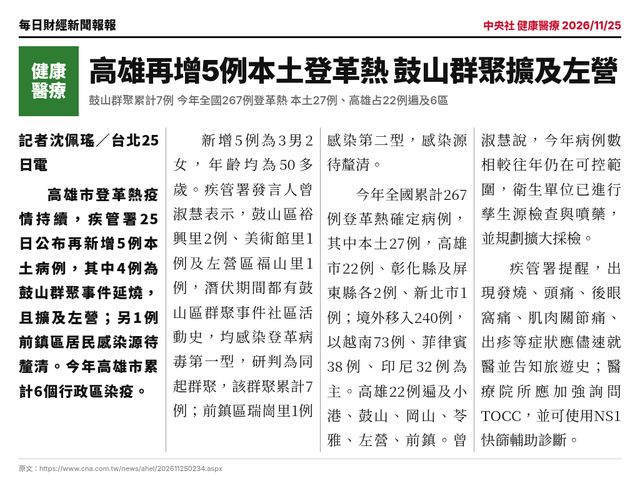 每日財經新聞報報
中央社 健康醫療 2026/11/25
健康
醫療
高雄再增5例本土登革熱 鼓山群聚擴及左營
鼓山群聚累計7例 今年全國267例登革熱 本土27例、高雄占22例遍及6區
記者沈佩瑤／台北25
日電
高雄市登革熱疫
情持續，疾管署25
日公布再新增5例本
土病例，其中4例為
鼓山群聚事件延燒，
且擴及左營；另1例
前鎮區居民感染源待
釐清。今年高雄市累
計6個行政區染疫。
新增5例為3男2
女，年齡均為50多
歲。疾管署發言人曾
淑慧表示，鼓山區裕
興里2例、美術館里1
例及左營區福山里1
例，潛伏期間都有鼓
山區群聚事件社區活
動史，均感染登革病
毒第一型，研判為同
起群聚，該群聚累計7
例；前鎮區瑞崗里1例
感染第二型，感染源
待釐清。
今年全國累計267
例登革熱確定病例，
其中本土27例，高雄
市22例、彰化縣及屏
東縣各2例、新北市1
例；境外移入240例，
以越南73例、菲律賓
38例、印尼32例為
主。高雄22例遍及小
港、鼓山、岡山、苓
雅、左營、前鎮。曾
淑慧說，今年病例數
相較往年仍在可控範
圍，衛生單位已進行
孳生源檢查與噴藥，
並規劃擴大採檢。
疾管署提醒，出
現發燒、頭痛、後眼
窩痛、肌肉關節痛、
出疹等症狀應儘速就
醫並告知旅遊史；醫
療院所應加強詢問
TOCC，並可使用NS1
快篩輔助診斷。
原文：https://www.cna.com.tw/news/ahel/202611250234.aspx